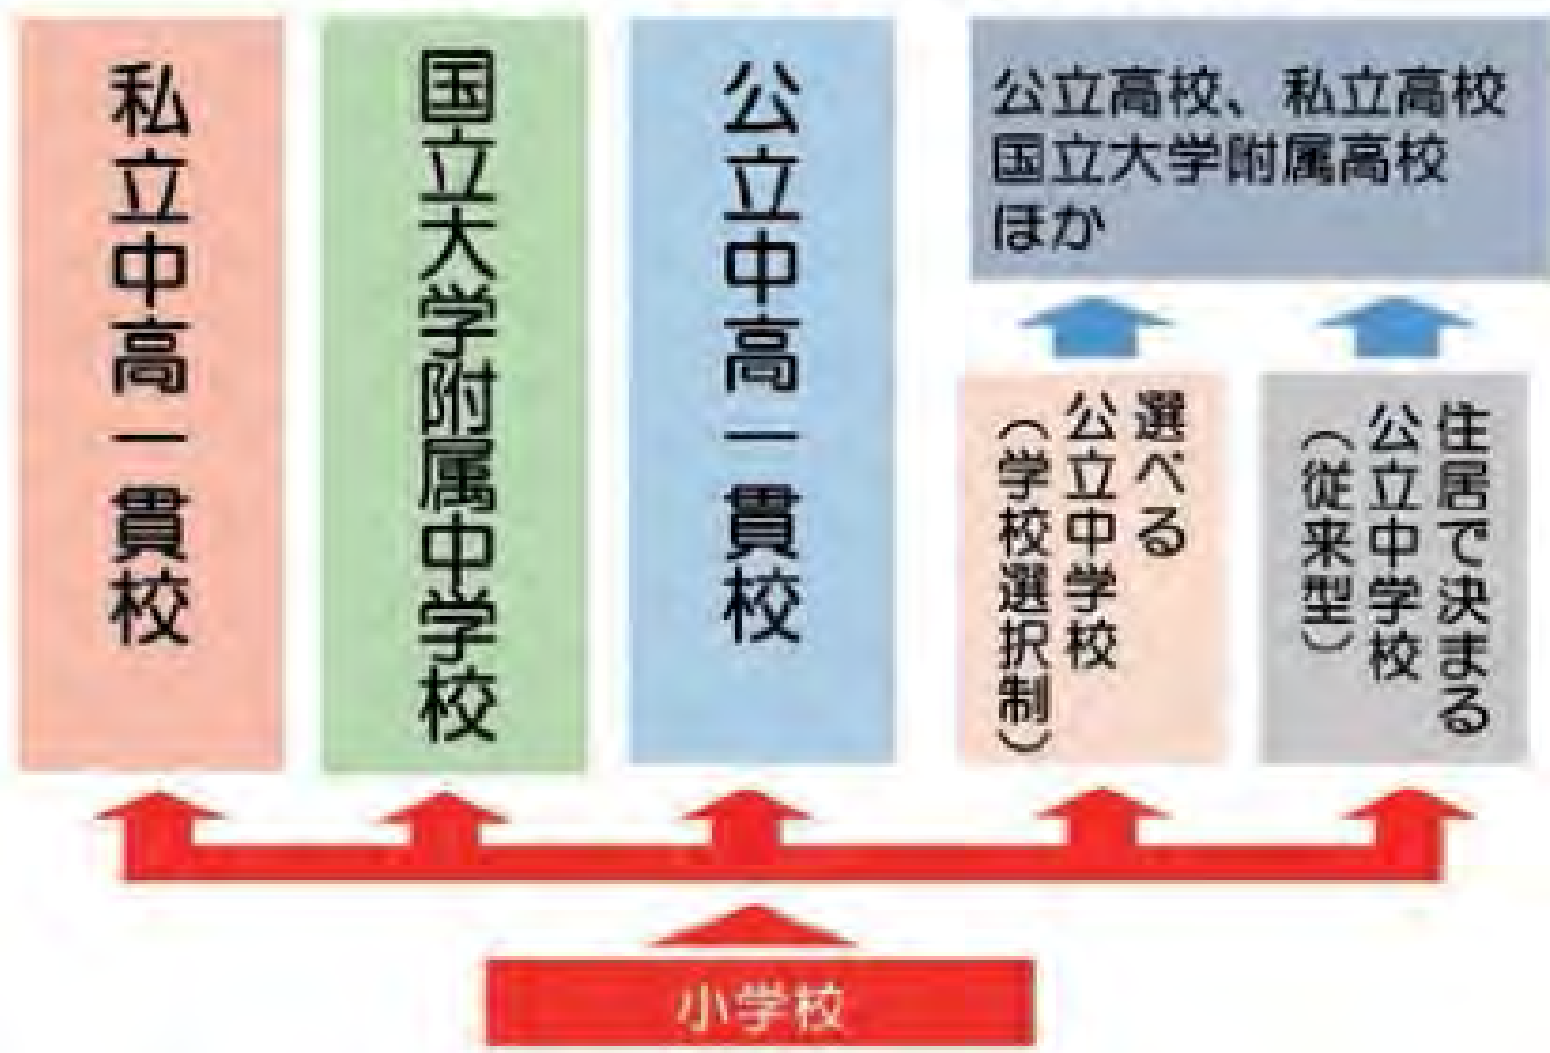 私立中高一貫校
国立大学附属中学校
公立中高一貫校
公立高校、私立高校
国立大学附属高校
ほか
選べる
公立中学校
(学校選択制)
住居で決まる
公立中学校
(従来型)
小学校